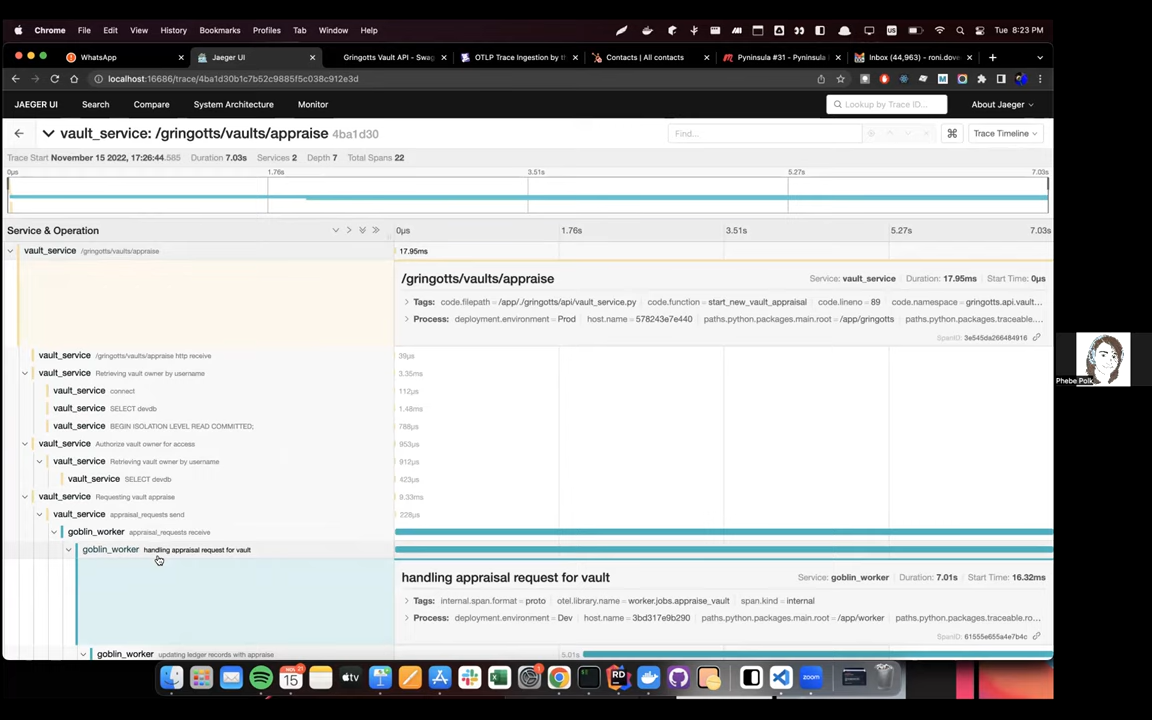 Chrome File Edit View History Bookmarks Profiles Tab Window Help Tue 8:23 PM
WhatsApp Jaeger UI Gringotts Vault API - Swag OTLP Trace Ingestion by th Contacts | All contacts Pyninsula #31 - Pyninsula Inbox (44,963) - roni.dove
localhost:16686/trace/4ba1d30b1c7b52c9885f5c038c912e3d
JAEGER UI Search Compare System Architecture Monitor Lookup by Trace ID... About Jaeger
vault_service: /gringotts/vaults/appraise 4ba1d30 Find... Trace Timeline
Trace Start November 15 2022, 17:26:44.585 Duration 7.03s Services 2 Depth 7 Total Spans 22
0µs 1.76s 3.51s 5.27s 7.03s
Service & Operation 0µs 1.76s 3.51s 5.27s 7.03s
vault_service /gringotts/vaults/appraise 17.95ms
/gringotts/vaults/appraise Service: vault_service Duration: 17.95ms Start Time: 0µs
Tags: code.filepath = /app/./gringotts/api/vault_service.py code.function = start_new_vault_appraisal code.lineno = 89 code.namespace = gringotts.api.vault...
Process: deployment.environment = Prod host.name = 578243e7e440 paths.python.packages.main.root = /app/gringotts paths.python.packages.traceable....
SpanID: 3e545da266484916
vault_service /gringotts/vaults/appraise http receive 39µs
vault_service Retrieving vault owner by username 3.35ms
vault_service connect 112µs
vault_service SELECT devdb 1.48ms
vault_service BEGIN ISOLATION LEVEL READ COMMITTED; 788µs
vault_service Authorize vault owner for access 953µs
vault_service Retrieving vault owner by username 912µs
vault_service SELECT devdb 423µs
vault_service Requesting vault appraise 9.33ms
vault_service appraisal_requests send 228µs
goblin_worker appraisal_requests receive
goblin_worker handling appraisal request for vault
handling appraisal request for vault Service: goblin_worker Duration: 7.01s Start Time: 16.32ms
Tags: internal.span.format = proto otel.library.name = worker.jobs.appraise_vault span.kind = internal
Process: deployment.environment = Dev host.name = 3bd317e9b290 paths.python.packages.main.root = /app/worker paths.python.packages.traceable.ro...
SpanID: 61555e655a4e7b4c
goblin_worker updating ledger records with appraise 5.01s
Phebe Polk
NOV 15
tv
RD
zoom